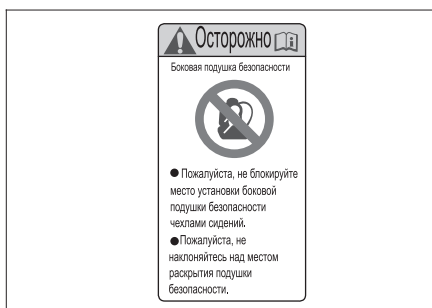 Осторожно
Боковая подушка безопасности
● Пожалуйста, не блокируйте
место установки боковой
подушки безопасности
чехлами сидений.
●Пожалуйста, не
наклоняйтесь над местом
раскрытия подушки
безопасности.